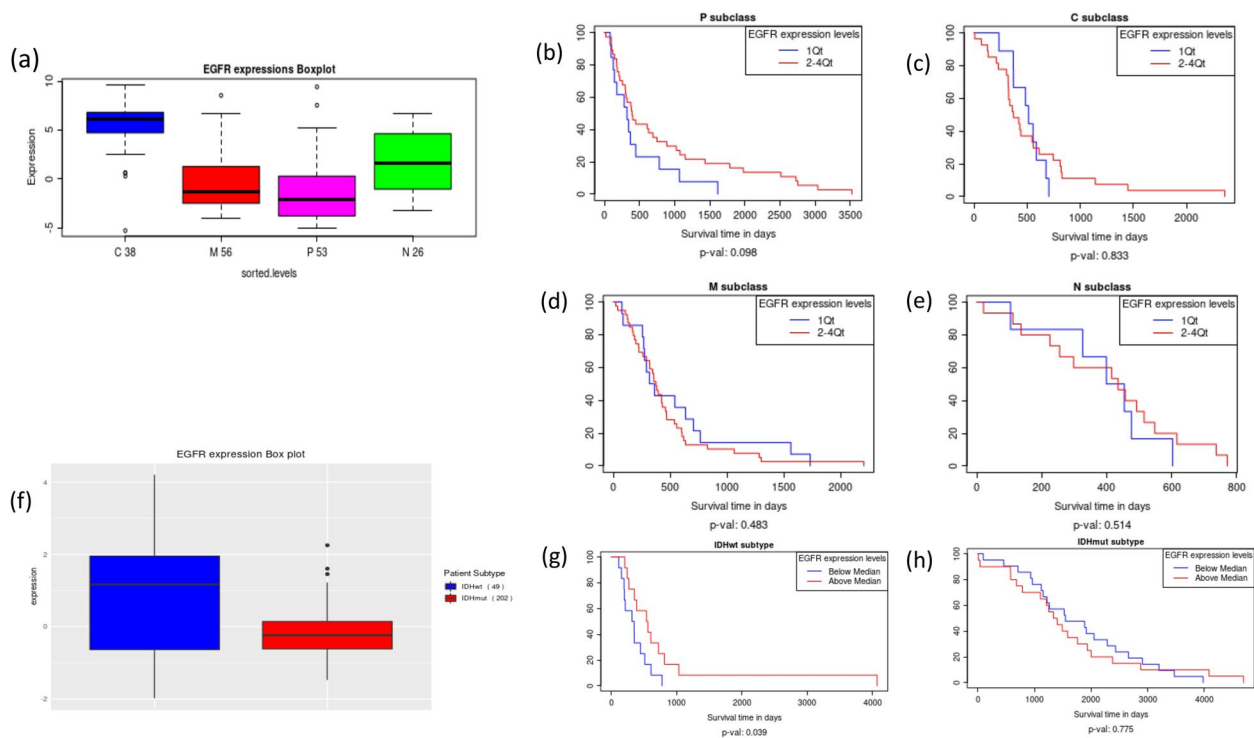 (a)
EGFR expressions Boxplot
Expression
10
5
0
-5
C 38 M 56 P 53 N 26
sorted.levels
(b)
P subclass
EGFR expression levels
1Qt
2-4Qt
100
80
60
40
20
0
0 500 1000 1500 2000 2500 3000 3500
Survival time in days
p-val: 0.098
(c)
C subclass
EGFR expression levels
1Qt
2-4Qt
100
80
60
40
20
0
0 500 1000 1500 2000
Survival time in days
p-val: 0.833
(d)
M subclass
EGFR expression levels
1Qt
2-4Qt
100
80
60
40
20
0
0 500 1000 1500 2000
Survival time in days
p-val: 0.483
(e)
N subclass
EGFR expression levels
1Qt
2-4Qt
100
80
60
40
20
0
0 200 400 600 800
Survival time in days
p-val: 0.514
(f)
EGFR expression Box plot
expression
4
2
0
-2
Patient Subtype
IDHwt ( 49 )
IDHmut ( 202 )
(g)
IDHwt subtype
EGFR expression levels
Below Median
Above Median
100
80
60
40
20
0
0 1000 2000 3000 4000
Survival time in days
p-val: 0.039
(h)
IDHmut subtype
EGFR expression levels
Below Median
Above Median
100
80
60
40
20
0
0 1000 2000 3000 4000
Survival time in days
p-val: 0.775